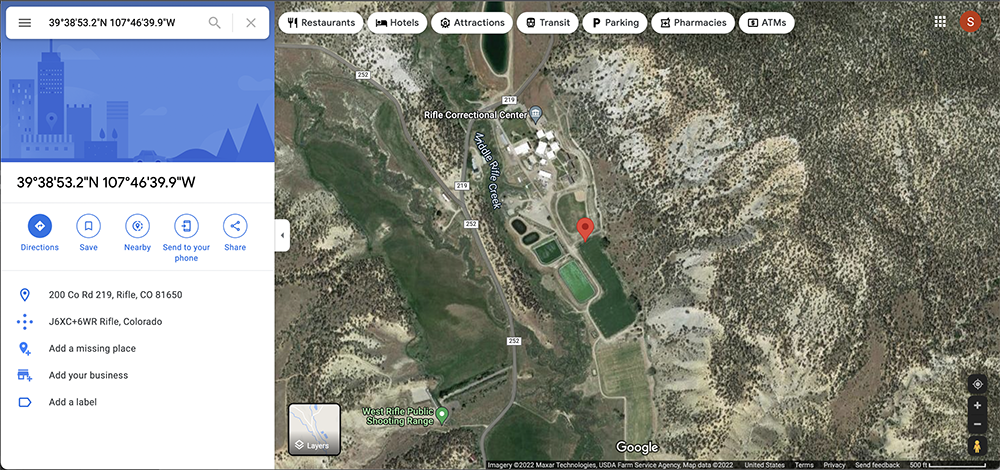 39°38'53.2"N 107°46'39.9"W
Restaurants
Hotels
Attractions
Transit
Parking
Pharmacies
ATMs
S
39°38'53.2"N 107°46'39.9"W
Directions
Save
Nearby
Send to your
phone
Share
200 Co Rd 219, Rifle, CO 81650
J6XC+6WR Rifle, Colorado
Add a missing place
Add your business
Add a label
252
219
Rifle Correctional Center
Middle Rifle Creek
219
252
252
West Rifle Public
Shooting Range
Layers
Google
Imagery ©2022 Maxar Technologies, USDA Farm Service Agency, Map data ©2022 United States Terms Privacy Send feedback 500 ft